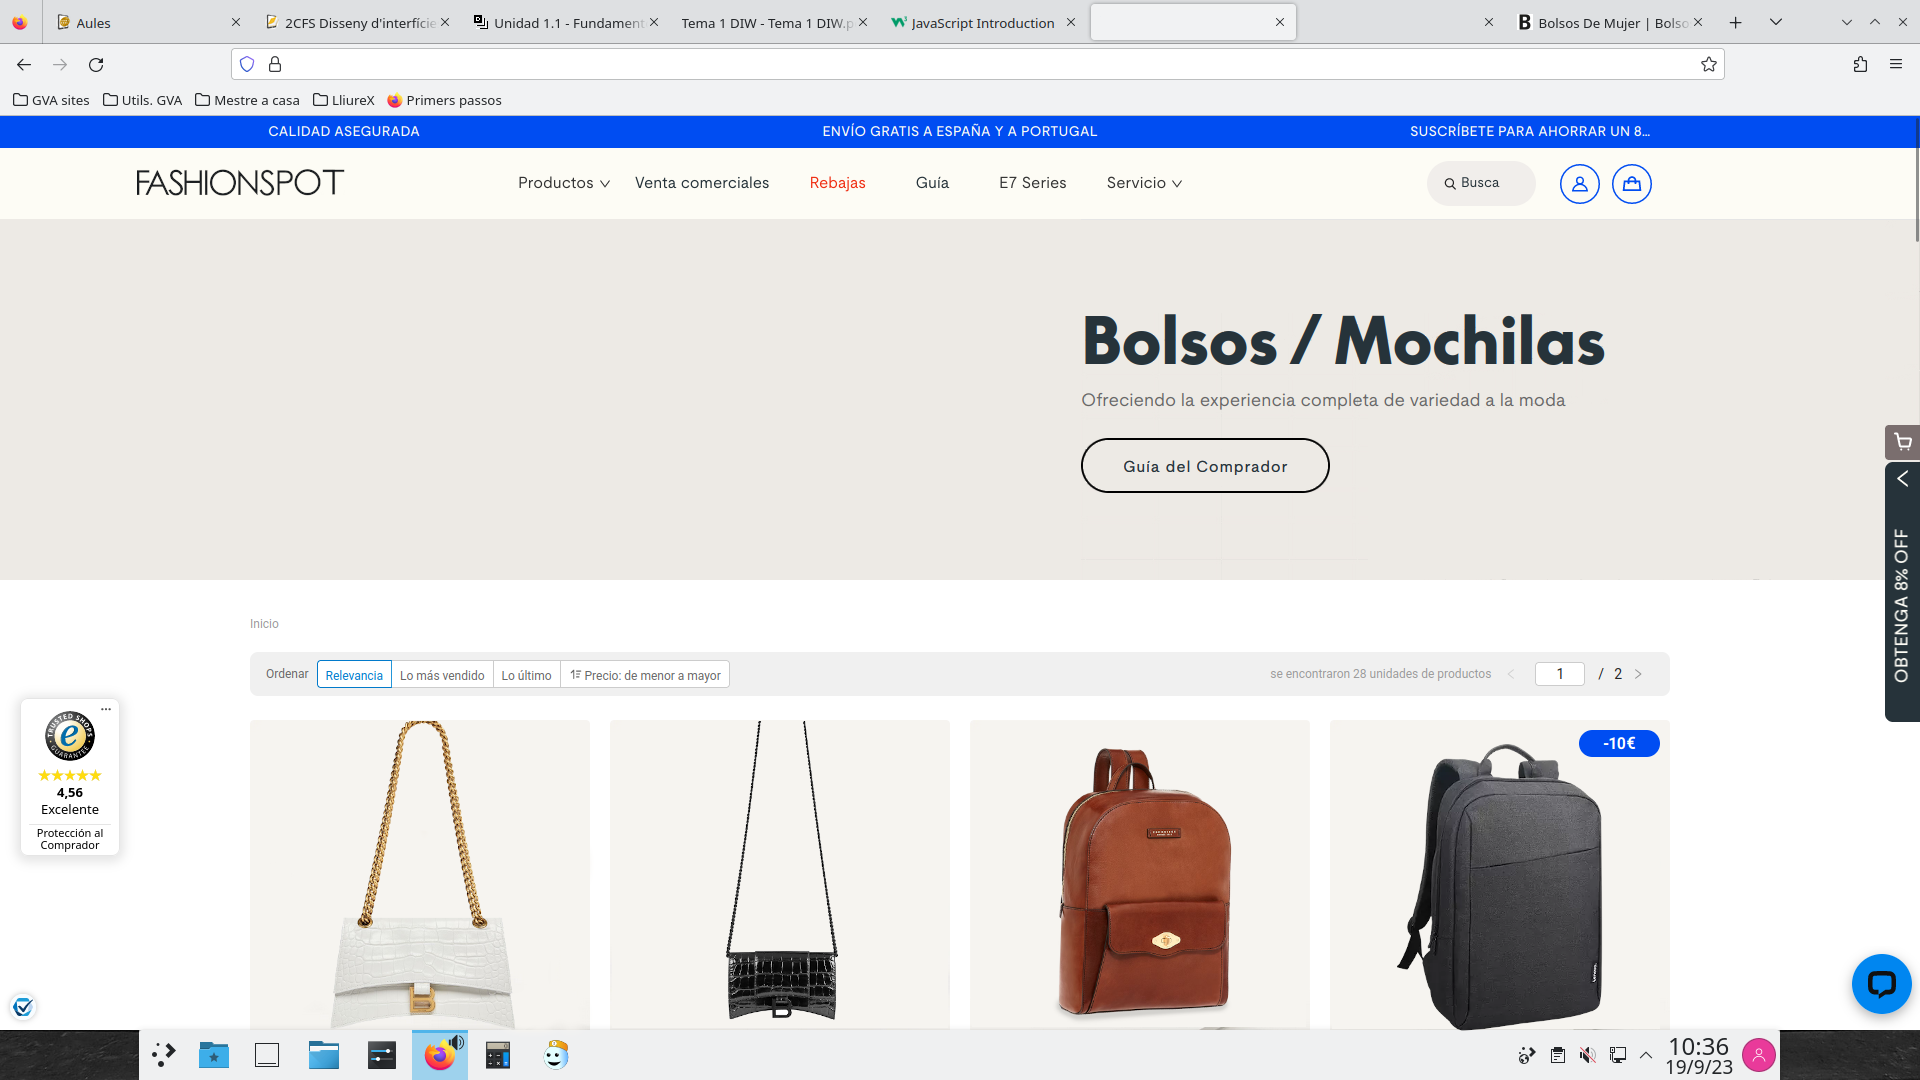 Aules
2CFS Disseny d'interfície
Unidad 1.1 - Fundament
Tema 1 DIW - Tema 1 DIW.p
JavaScript Introduction
Bolsos De Mujer | Bolso
GVA sites
Utils. GVA
Mestre a casa
LliureX
Primers passos
CALIDAD ASEGURADA
ENVÍO GRATIS A ESPAÑA Y A PORTUGAL
SUSCRÍBETE PARA AHORRAR UN 8...
FASHIONSPOT
Productos
Venta comerciales
Rebajas
Guía
E7 Series
Servicio
Busca
Bolsos / Mochilas
Ofreciendo la experiencia completa de variedad a la moda
Guía del Comprador
OBTENGA 8% OFF
Inicio
Ordenar
Relevancia
Lo más vendido
Lo último
Precio: de menor a mayor
se encontraron 28 unidades de productos
1 / 2
TRUSTED SHOPS
e
GUARANTEE
4,56
Excelente
Protección al
Comprador
-10€
Lenovo
10:36
19/9/23